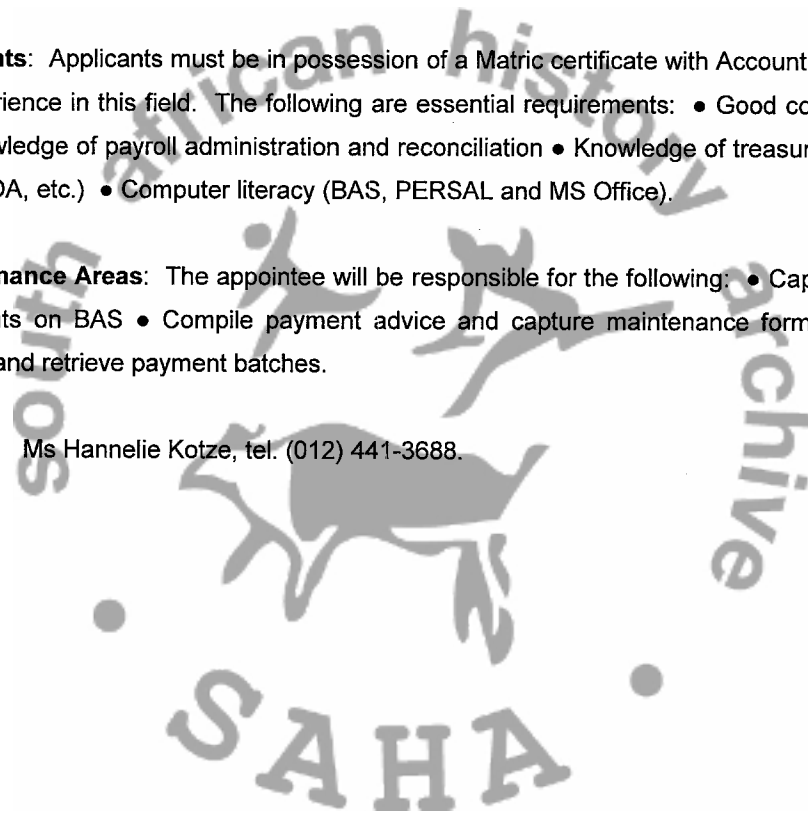 nts: Applicants must be in possession of a Matric certificate with Account
rience in this field. The following are essential requirements: • Good co
wledge of payroll administration and reconciliation • Knowledge of treasur
DA, etc.) • Computer literacy (BAS, PERSAL and MS Office).
nance Areas: The appointee will be responsible for the following: • Cap
ts on BAS • Compile payment advice and capture maintenance form
and retrieve payment batches.
Ms Hannelie Kotze, tel. (012) 441-3688.
south african history archive
• SAHA •